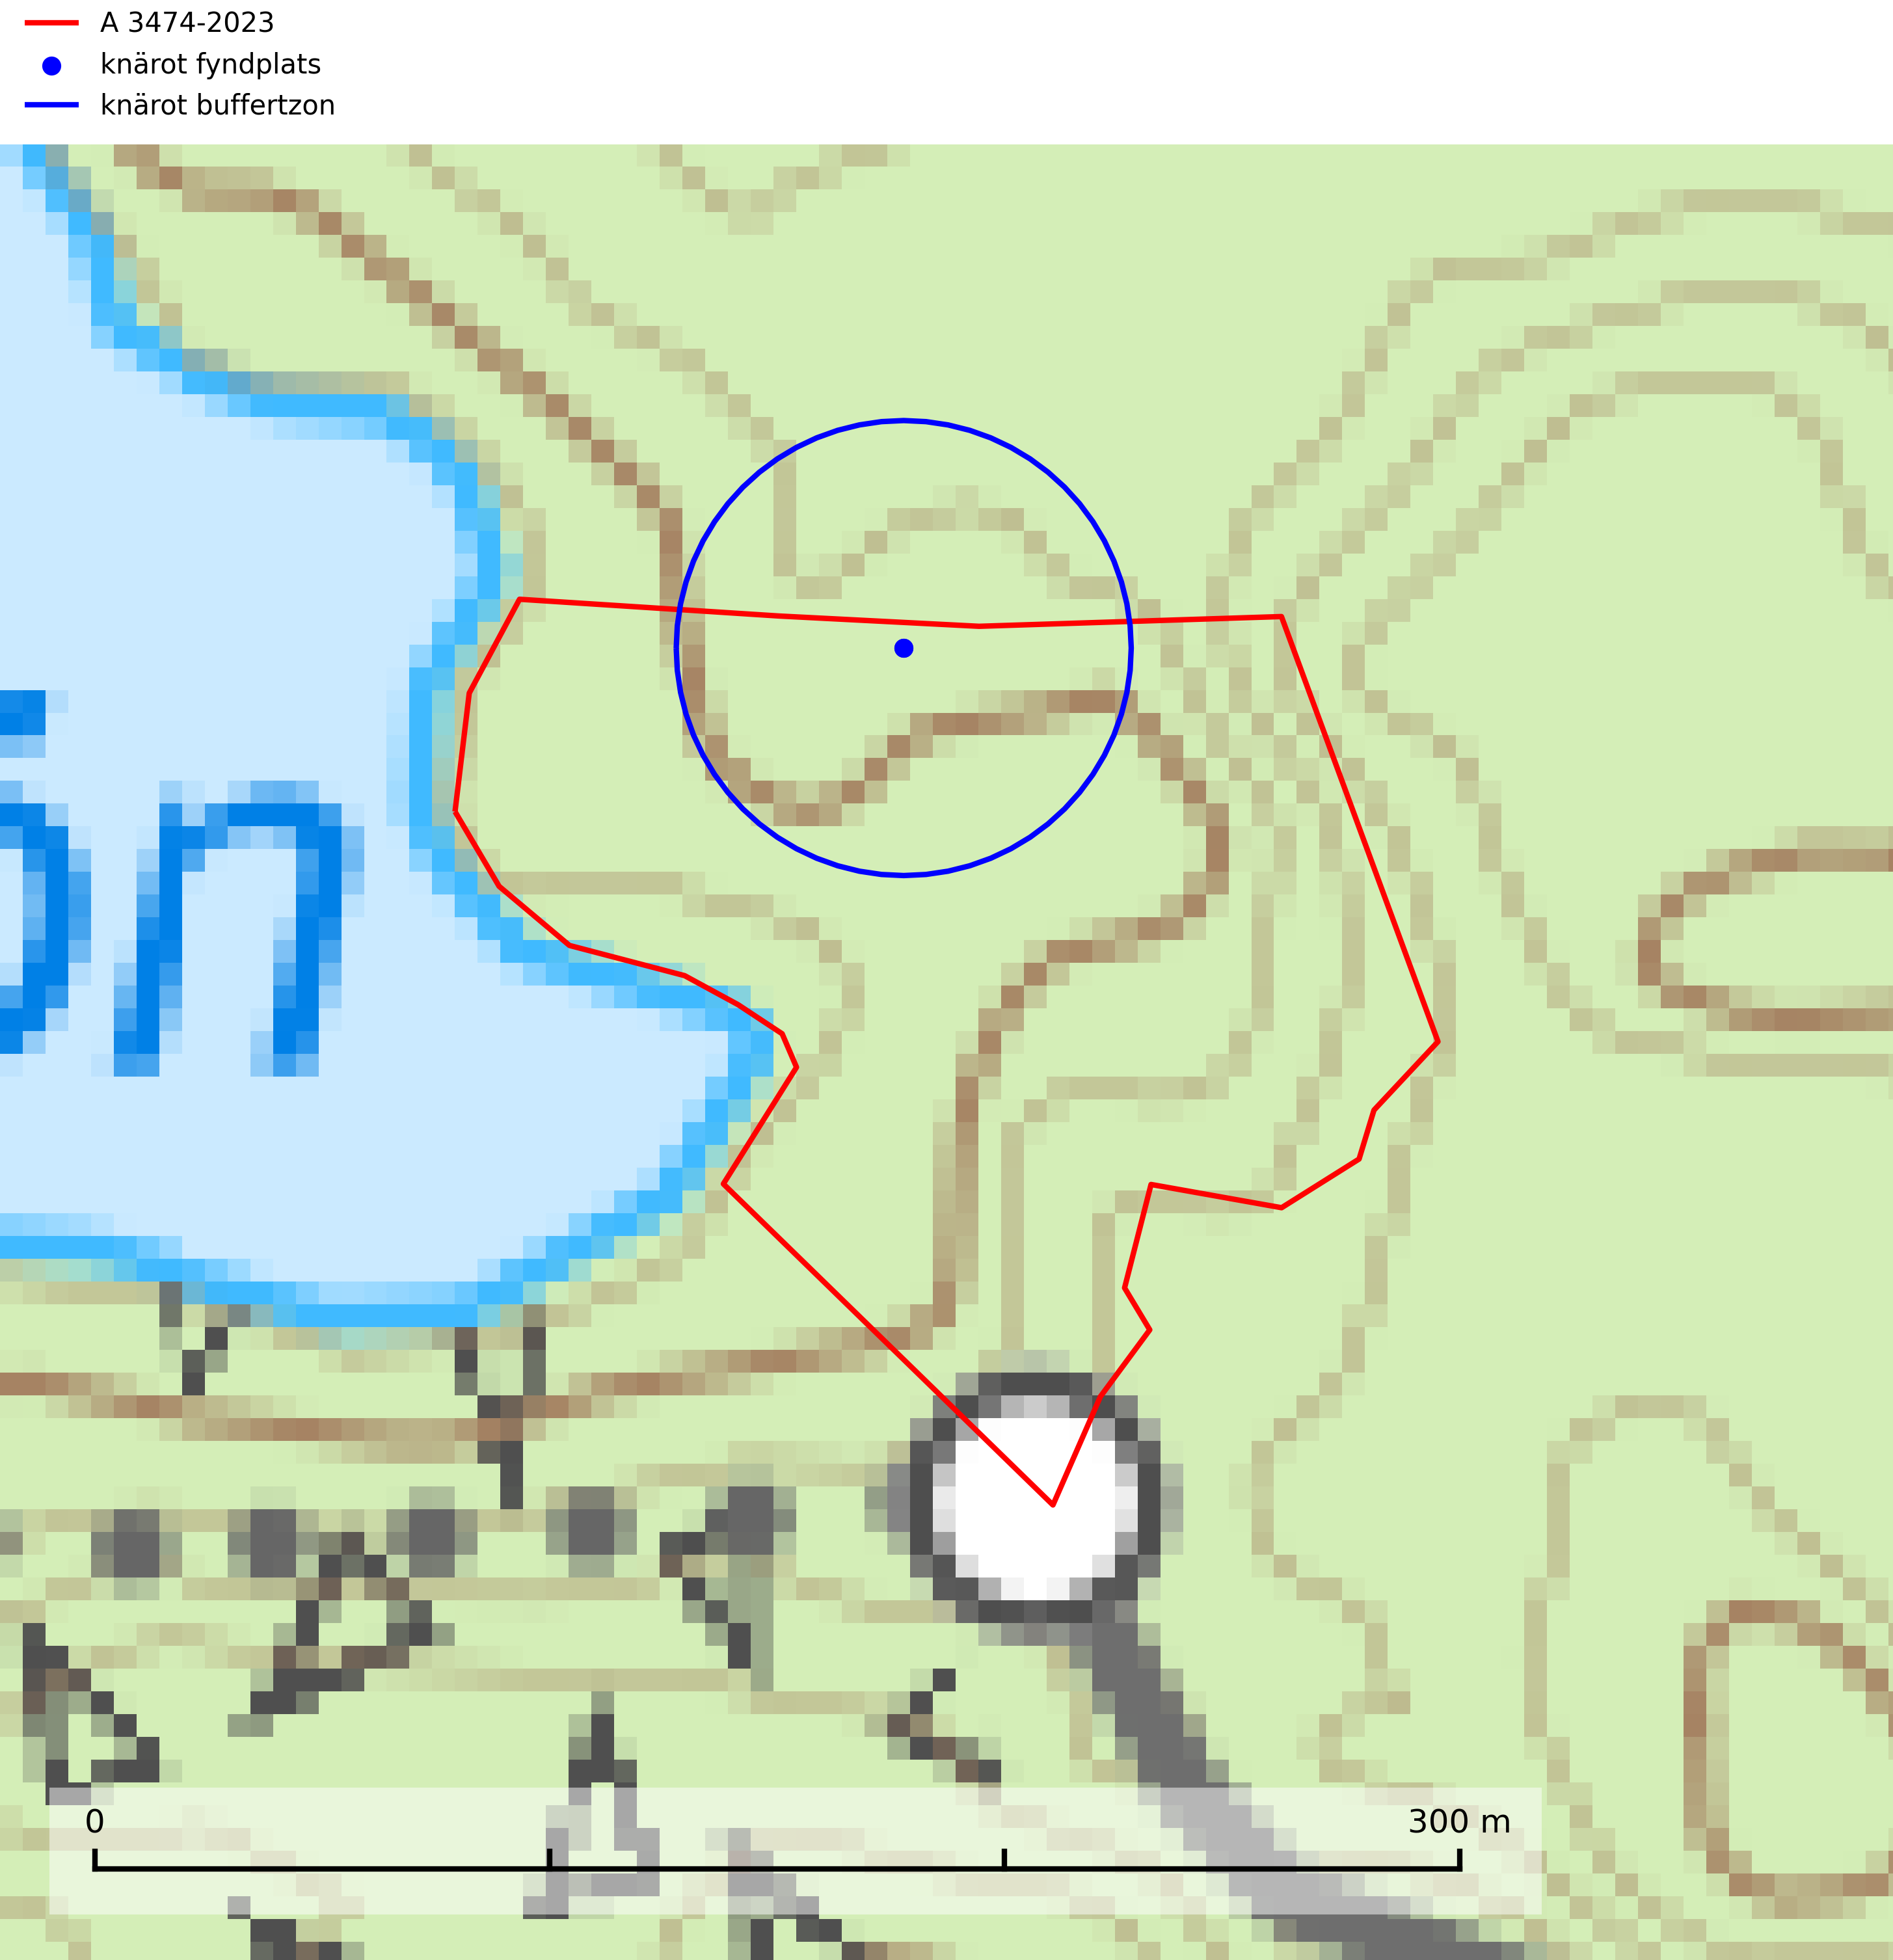 A 3474-2023
knärot fyndplats
knärot buffertzon
0
300 m